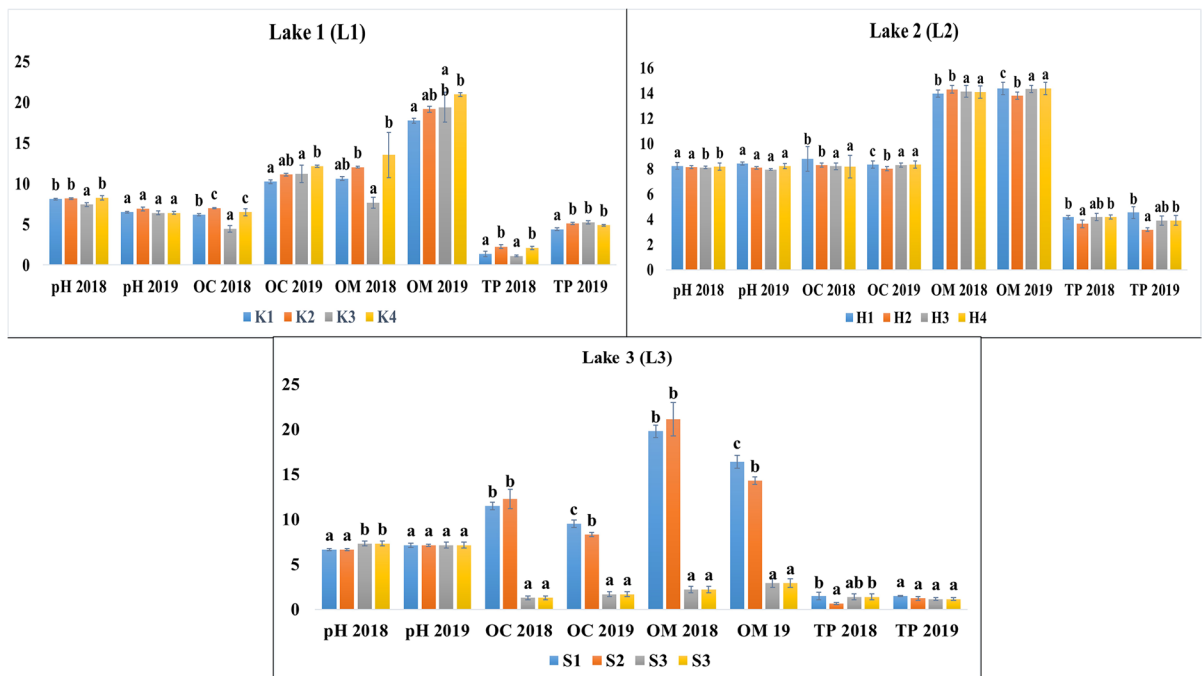 Lake 1 (L1)
25
20
15
10
5
0
b b a b a a a a b c a c a ab a b ab b a b a ab a b b a b a b a b b b
pH 2018 pH 2019 OC 2018 OC 2019 OM 2018 OM 2019 TP 2018 TP 2019
K1 K2 K3 K4
Lake 2 (L2)
16
14
12
10
8
6
4
2
0
a a b b a a a a b b a a c b a a b b a a c b a a b a ab b b a ab b
pH 2018 pH 2019 OC 2018 OC 2019 OM 2018 OM 2019 TP 2018 TP 2019
H1 H2 H3 H4
Lake 3 (L3)
25
20
15
10
5
0
a a b b a a a a b b a a c b a a b b a a c b a a b a ab b a a a a
pH 2018 pH 2019 OC 2018 OC 2019 OM 2018 OM 19 TP 2018 TP 2019
S1 S2 S3 S3